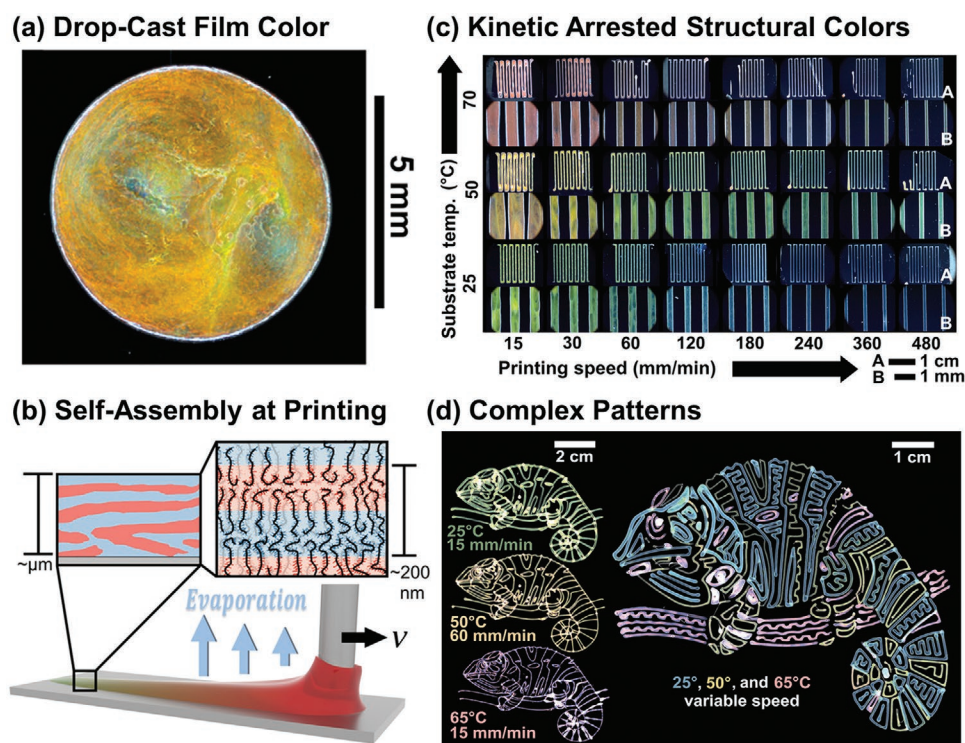 (a) Drop-Cast Film Color
5 mm
(b) Self-Assembly at Printing
~μm
~200
nm
Evaporation
v
(c) Kinetic Arrested Structural Colors
Substrate temp. (°C)
70
50
25
A
B
A
B
A
B
15 30 60 120 180 240 360 480
Printing speed (mm/min)
A 1 cm
B 1 mm
(d) Complex Patterns
2 cm
1 cm
25°C
15 mm/min
50°C
60 mm/min
65°C
15 mm/min
25°, 50°, and 65°C
variable speed